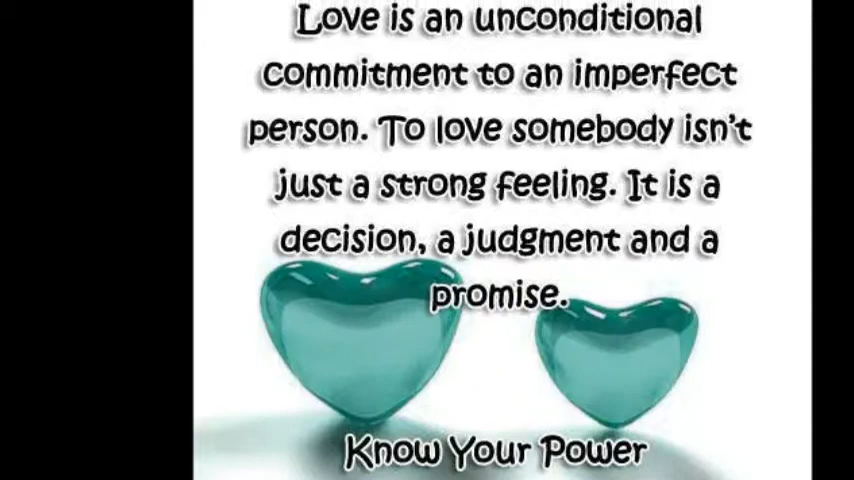 Love is an unconditional
commitment to an imperfect
person. To love somebody isn't
just a strong feeling. It is a
decision, a judgment and a
promise.
Know Your Power